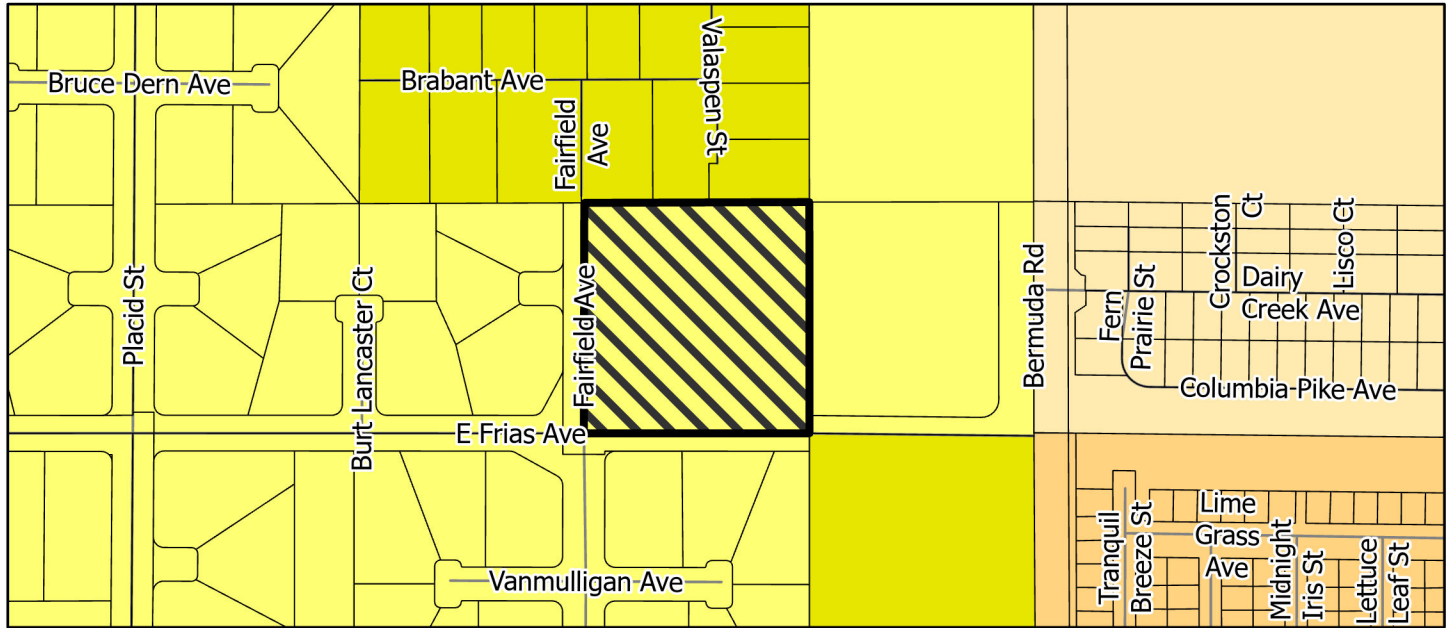 Bruce Dern Ave
Brabant Ave
Valaspen St
Fairfield
Ave
Placid St
Burt Lancaster Ct
Fairfield Ave
E Frias Ave
Vanmulligan Ave
Bermuda Rd
Crockston
Ct
Lisco Ct
Dairy
Creek Ave
Fern
Prairie St
Columbia Pike Ave
Tranquil
Breeze St
Lime
Grass
Ave
Midnight
Iris St
Lettuce
Leaf St